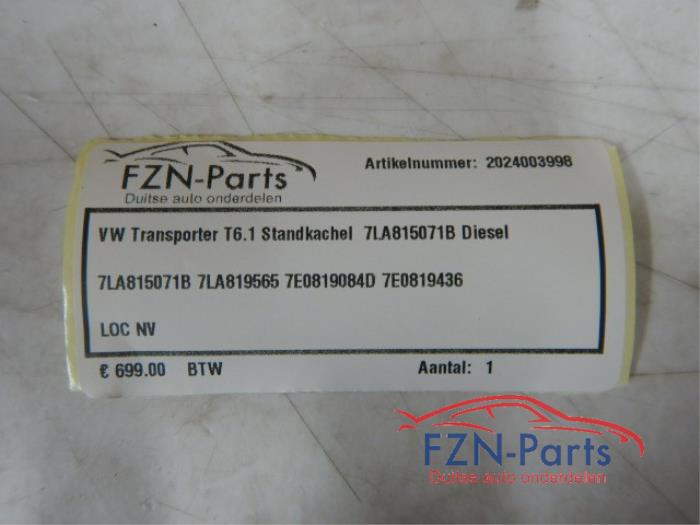 FZN-Parts
Duitse auto onderdelen
Artikelnummer: 2024003998
VW Transporter T6.1 Standkachel 7LA815071B Diesel
7LA815071B 7LA819565 7E0819084D 7E0819436
LOC NV
€ 699.00 BTW
Aantal: 1
FZN-Parts
Duitse auto onderdelen